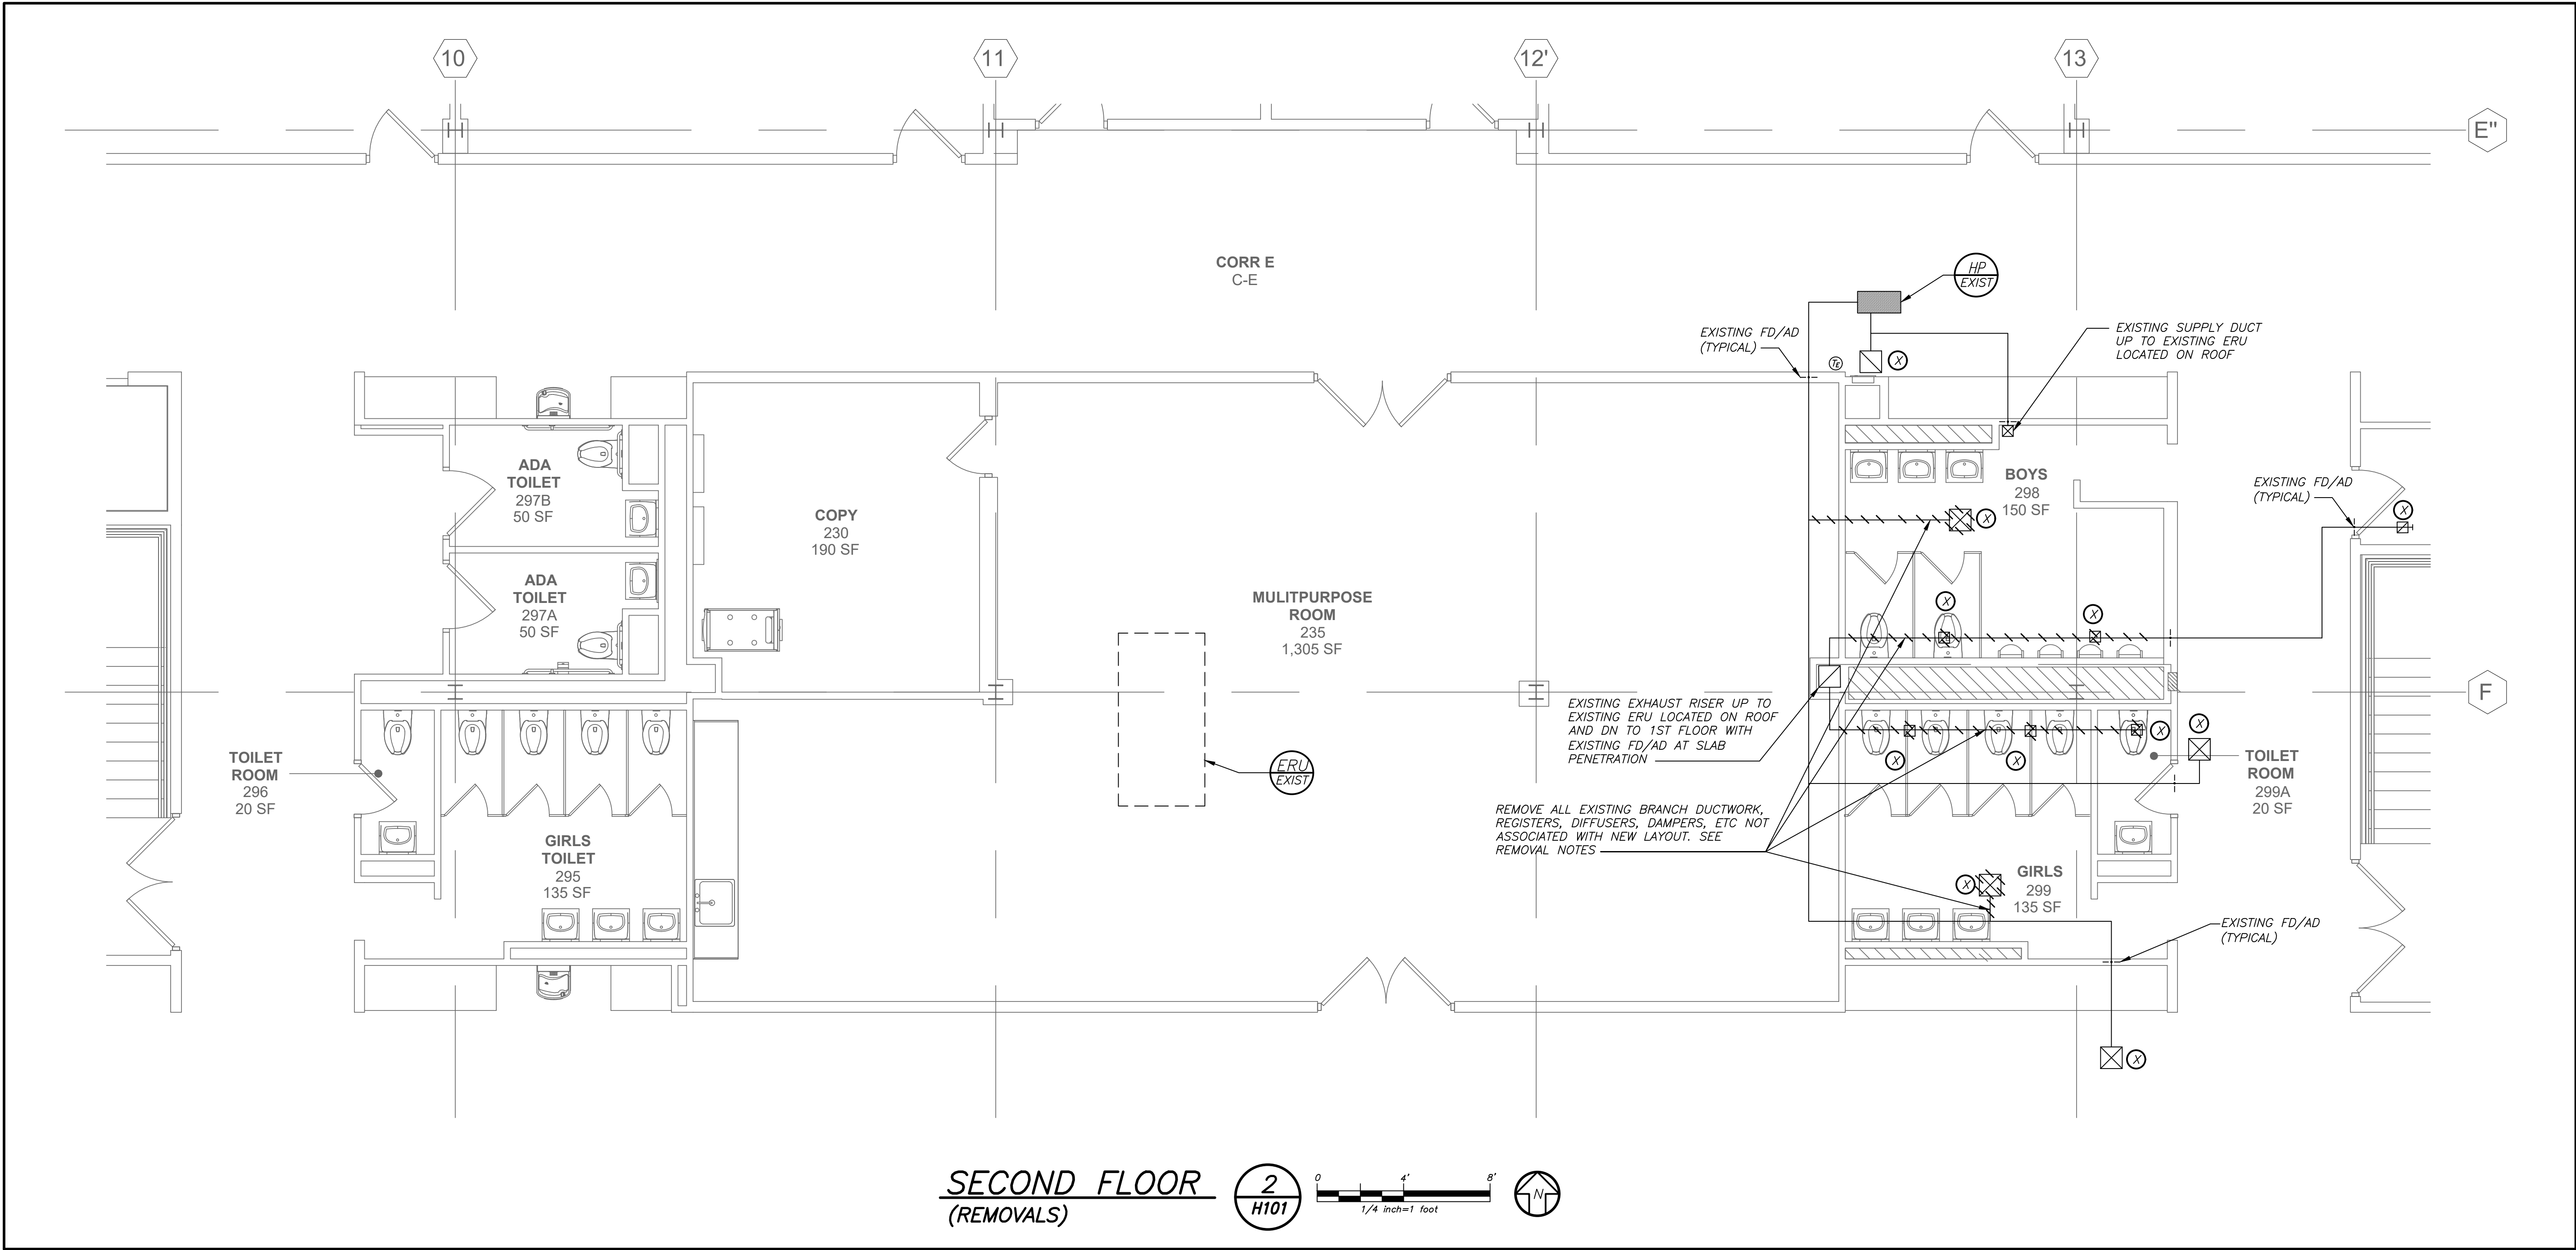 10
11
12'
13
E"
CORR E
C-E
HP
EXIST
EXISTING FD/AD
(TYPICAL)
EXISTING SUPPLY DUCT
UP TO EXISTING ERU
LOCATED ON ROOF
TE
X
ADA
TOILET
297B
50 SF
COPY
230
190 SF
BOYS
298
150 SF
X
EXISTING FD/AD
(TYPICAL)
X
ADA
TOILET
297A
50 SF
MULITPURPOSE
ROOM
235
1,305 SF
X
X
F
EXISTING EXHAUST RISER UP TO
EXISTING ERU LOCATED ON ROOF
AND DN TO 1ST FLOOR WITH
EXISTING FD/AD AT SLAB
PENETRATION
X
X
X
X
TOILET
ROOM
296
20 SF
ERU
EXIST
TOILET
ROOM
299A
20 SF
REMOVE ALL EXISTING BRANCH DUCTWORK,
REGISTERS, DIFFUSERS, DAMPERS, ETC NOT
ASSOCIATED WITH NEW LAYOUT. SEE
REMOVAL NOTES
GIRLS
TOILET
295
135 SF
X
GIRLS
299
135 SF
EXISTING FD/AD
(TYPICAL)
X
SECOND FLOOR
(REMOVALS)
2
H101
0 4' 8'
1/4 inch=1 foot
N